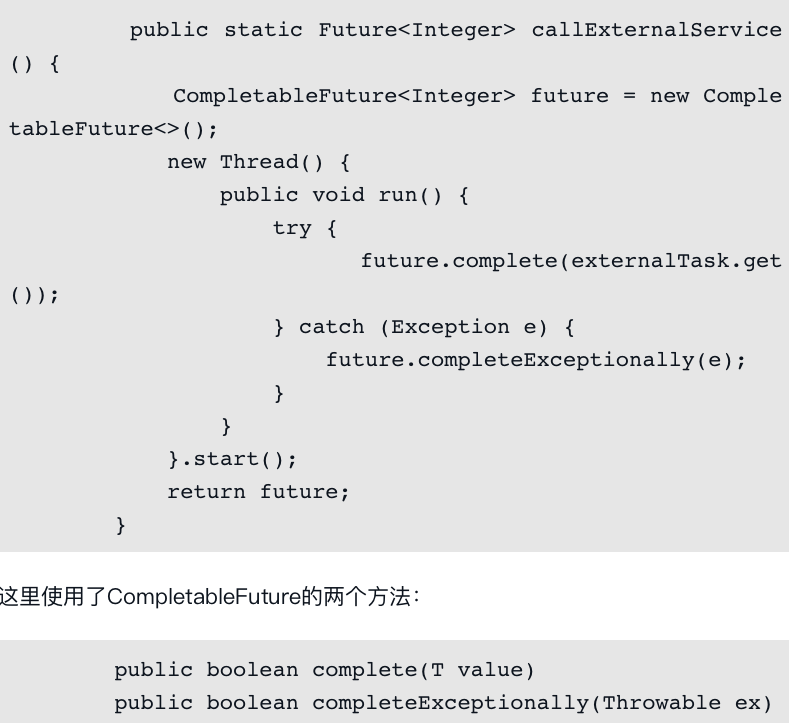 public static Future<Integer> callExternalService
() {
CompletableFuture<Integer> future = new Comple
tableFuture<>();
new Thread() {
public void run() {
try {
future.complete(externalTask.get
());
} catch (Exception e) {
future.completeExceptionally(e);
}
}
}.start();
return future;
}
这里使用了CompletableFuture的两个方法：
public boolean complete(T value)
public boolean completeExceptionally(Throwable ex)